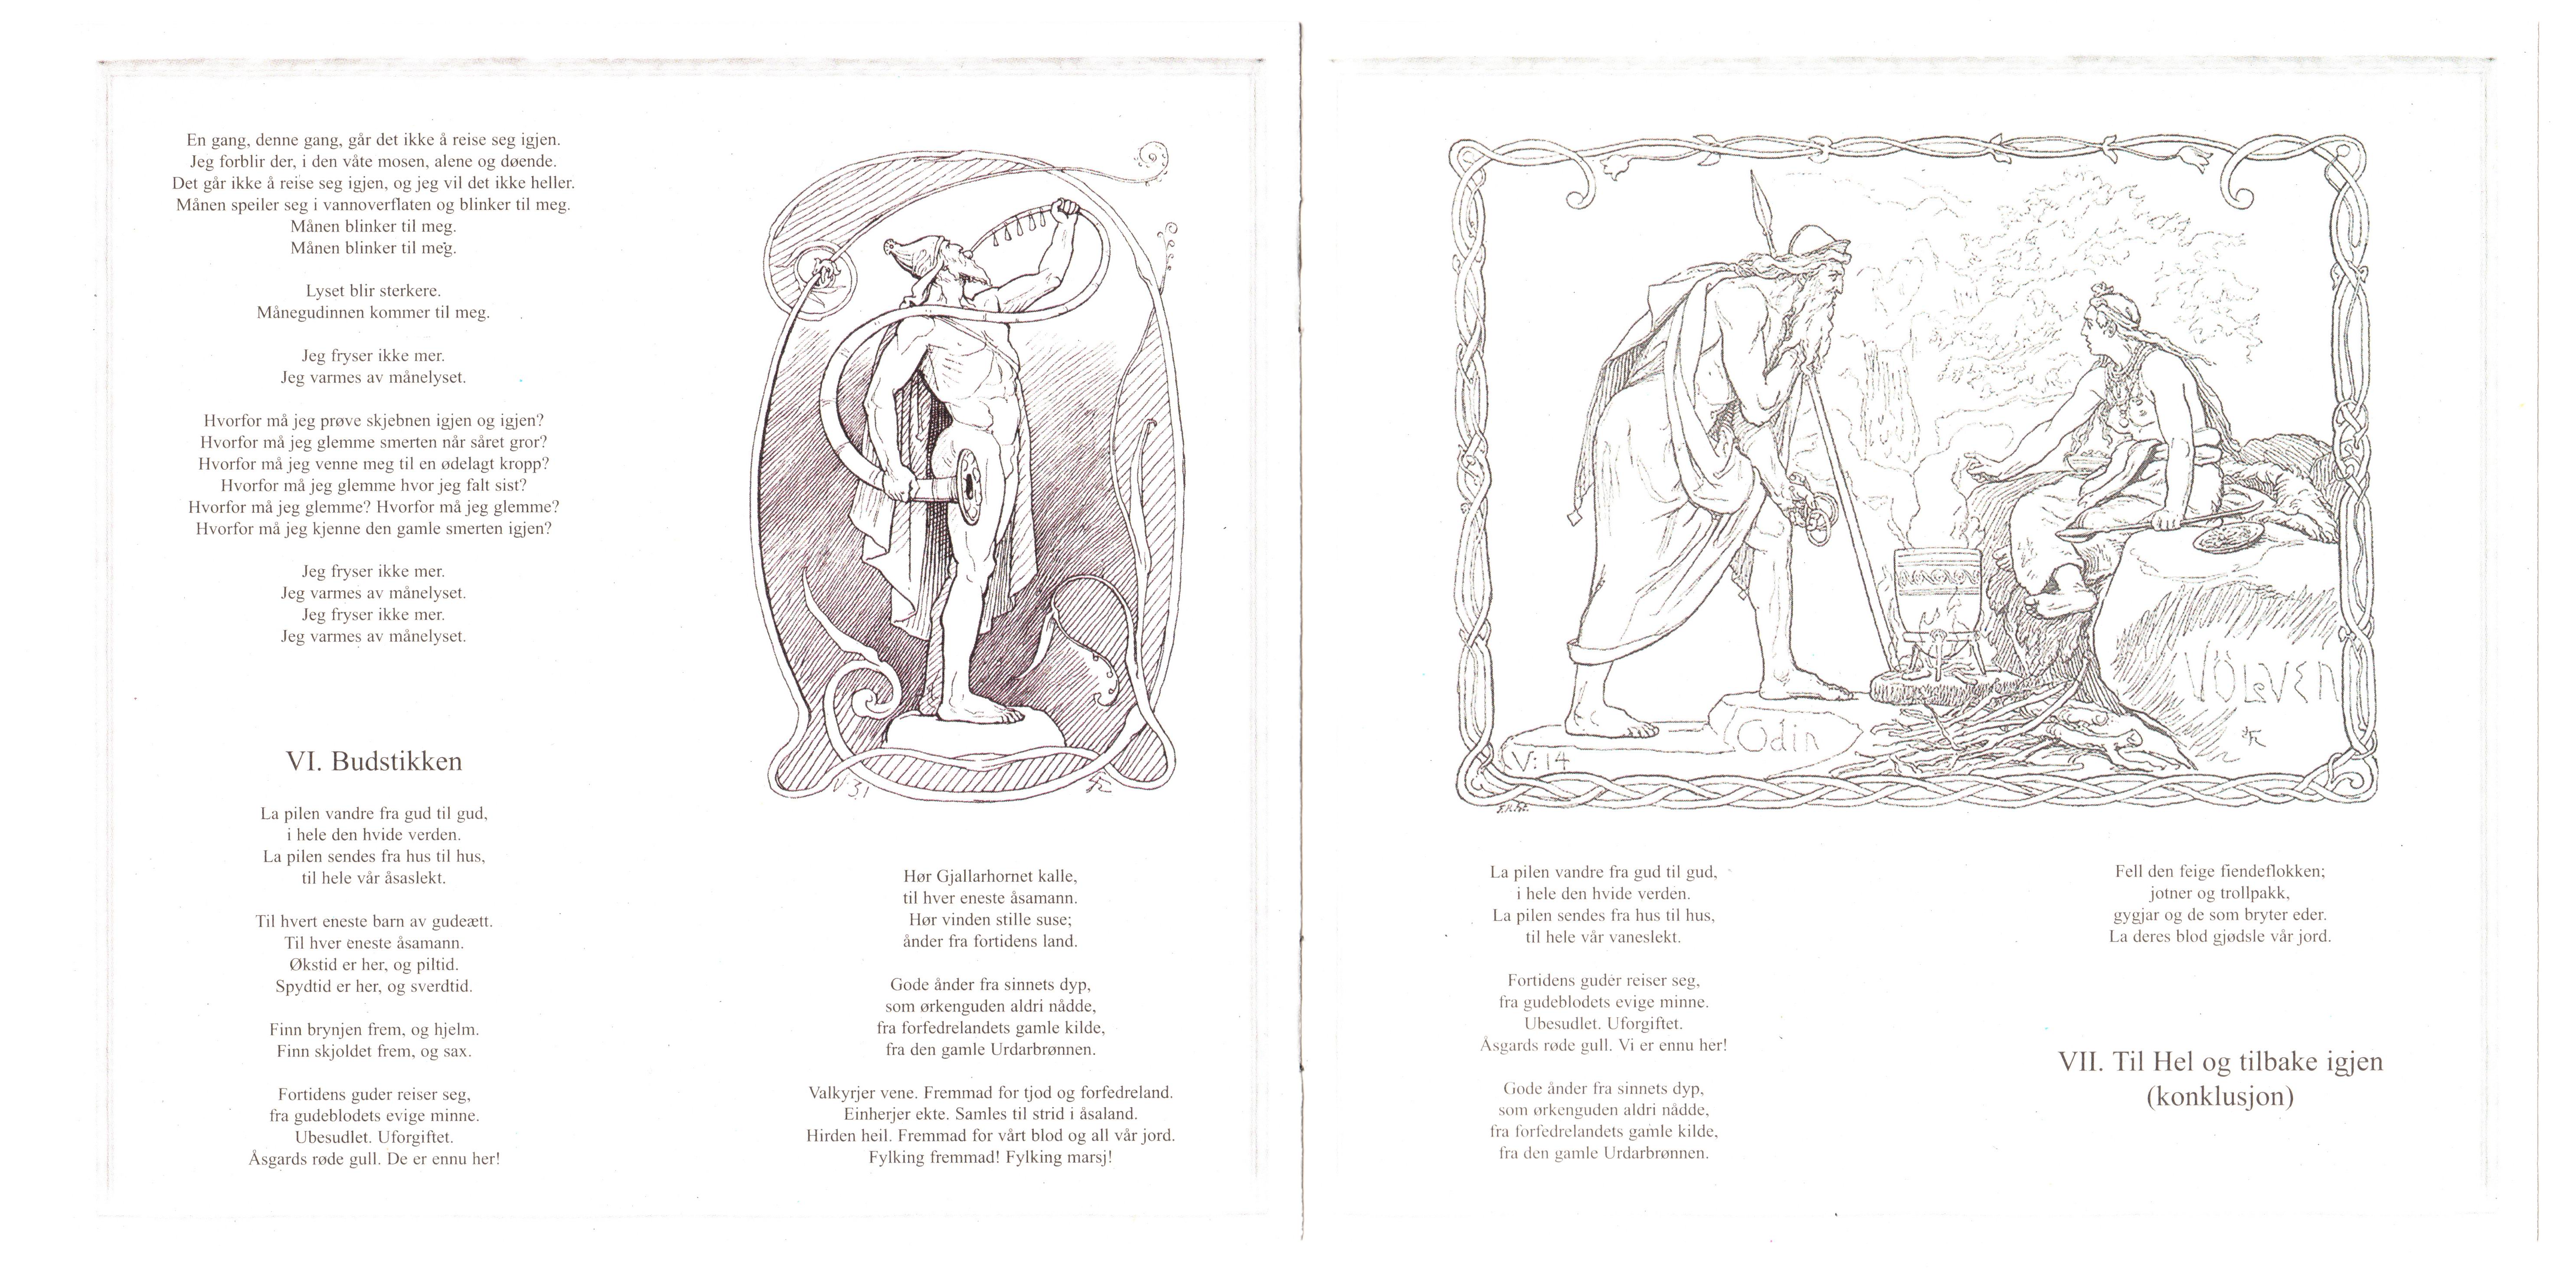 En gang, denne gang, går det ikke å reise seg igjen.
Jeg forblir der, i den våte mosen, alene og døende.
Det går ikke å reise seg igjen, og jeg vil det ikke heller.
Månen speiler seg i vannoverflaten og blinker til meg.
Månen blinker til meg.
Månen blinker til meg.
Lyset blir sterkere.
Månegudinnen kommer til meg.
Jeg fryser ikke mer.
Jeg varmes av månelyset.
Hvorfor må jeg prøve skjebnen igjen og igjen?
Hvorfor må jeg glemme smerten når såret gror?
Hvorfor må jeg venne meg til en ødelagt kropp?
Hvorfor må jeg glemme hvor jeg falt sist?
Hvorfor må jeg glemme? Hvorfor må jeg glemme?
Hvorfor må jeg kjenne den gamle smerten igjen?
Jeg fryser ikke mer.
Jeg varmes av månelyset.
Jeg fryser ikke mer.
Jeg varmes av månelyset.
VI. Budstikken
La pilen vandre fra gud til gud,
i hele den hvide verden.
La pilen sendes fra hus til hus,
til hele vår åsaslekt.
Til hvert eneste barn av gudeætt.
Til hver eneste åsamann.
Økstid er her, og piltid.
Spydtid er her, og sverdtid.
Finn brynjen frem, og hjelm.
Finn skjoldet frem, og sax.
Fortidens guder reiser seg,
fra gudeblodets evige minne.
Ubesudlet. Uforgiftet.
Åsgards røde gull. De er ennu her!
V 31
Hør Gjallarhornet kalle,
til hver eneste åsamann.
Hør vinden stille suse;
ånder fra fortidens land.
Gode ånder fra sinnets dyp,
som ørkenguden aldri nådde,
fra forfedrelandets gamle kilde,
fra den gamle Urdarbrønnen.
Valkyrjer vene. Fremmad for tjod og forfedreland.
Einherjer ekte. Samles til strid i åsaland.
Hirden heil. Fremmad for vårt blod og all vår jord.
Fylking fremmad! Fylking marsj!
VÖLVEN
Odin
V:14
La pilen vandre fra gud til gud,
i hele den hvide verden.
La pilen sendes fra hus til hus,
til hele vår vaneslekt.
Fortidens guder reiser seg,
fra gudeblodets evige minne.
Ubesudlet. Uforgiftet.
Åsgards røde gull. Vi er ennu her!
Gode ånder fra sinnets dyp,
som ørkenguden aldri nådde,
fra forfedrelandets gamle kilde,
fra den gamle Urdarbrønnen.
Fell den feige fiendeflokken;
jotner og trollpakk,
gygjar og de som bryter eder.
La deres blod gjødsle vår jord.
VII. Til Hel og tilbake igjen
(konklusjon)